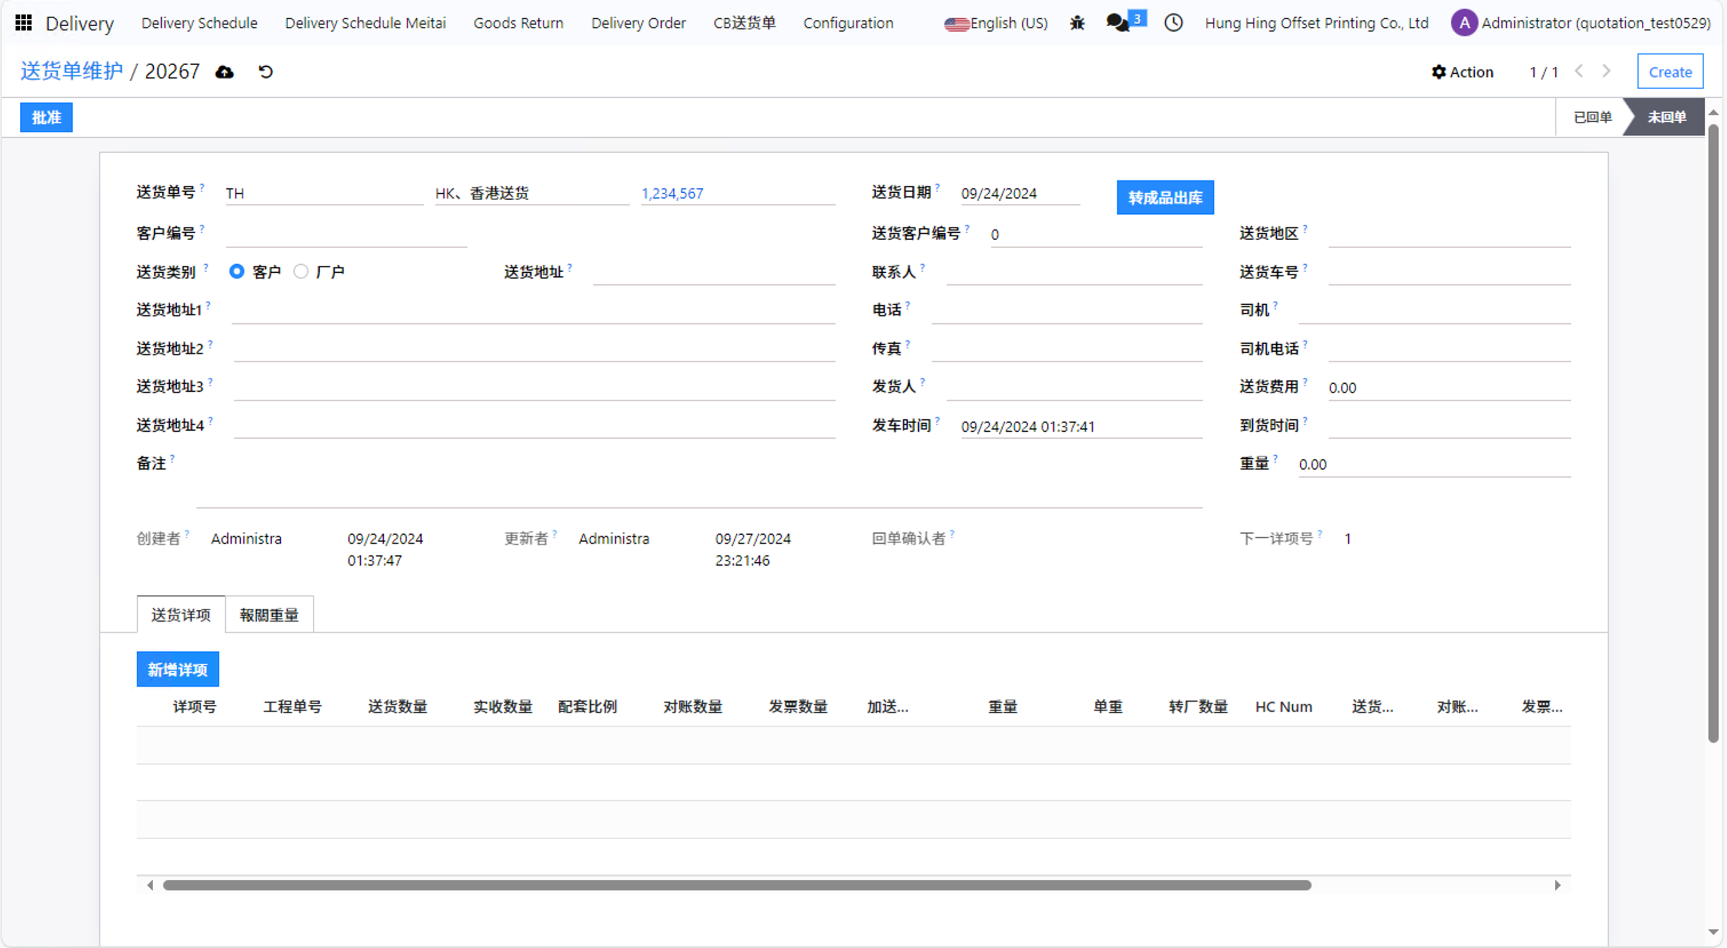 Delivery Delivery Schedule Delivery Schedule Meitai Goods Return Delivery Order CB送货单 Configuration English (US) 3 Hung Hing Offset Printing Co., Ltd A Administrator (quotation_test0529)
送货单维护 / 20267 Action 1 / 1 Create
批准 已回单 未回单
送货单号? TH HK、香港送货 1,234,567 送货日期? 09/24/2024 转成品出库
客户编号? 送货客户编号? 0 送货地区?
送货类别? 客户 厂户 送货地址? 联系人? 送货车号?
送货地址1? 电话? 司机?
送货地址2? 传真? 司机电话?
送货地址3? 发货人? 送货费用? 0.00
送货地址4? 发车时间? 09/24/2024 01:37:41 到货时间?
备注? 重量? 0.00
创建者? Administra 09/24/2024 更新者? Administra 09/27/2024 回单确认者? 下一详项号? 1
01:37:47 23:21:46
送货详项 報關重量
新增详项
详项号 工程单号 送货数量 实收数量 配套比例 对账数量 发票数量 加送... 重量 单重 转厂数量 HC Num 送货... 对账... 发票...